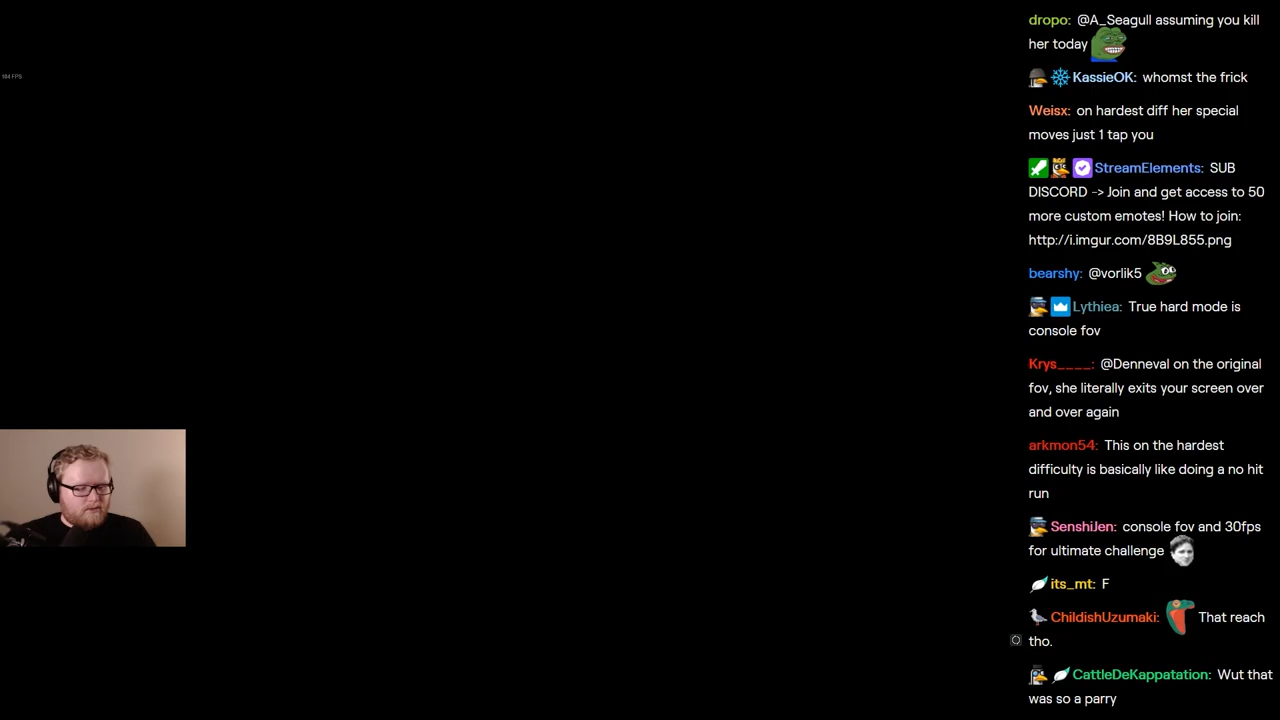 dropo: @A_Seagull assuming you kill
her today
184 FPS
KassieOK: whomst the frick
Weisx: on hardest diff her special
moves just 1 tap you
StreamElements: SUB
DISCORD -> Join and get access to 50
more custom emotes! How to join:
http://i.imgur.com/8B9L855.png
bearshy: @vorlik5
Lythiea: True hard mode is
console fov
Krys____: @Denneval on the original
fov, she literally exits your screen over
and over again
arkmon54: This on the hardest
difficulty is basically like doing a no hit
run
SenshiJen: console fov and 30fps
for ultimate challenge
its_mt: F
ChildishUzumaki: That reach
tho.
CattleDeKappatation: Wut that
was so a parry